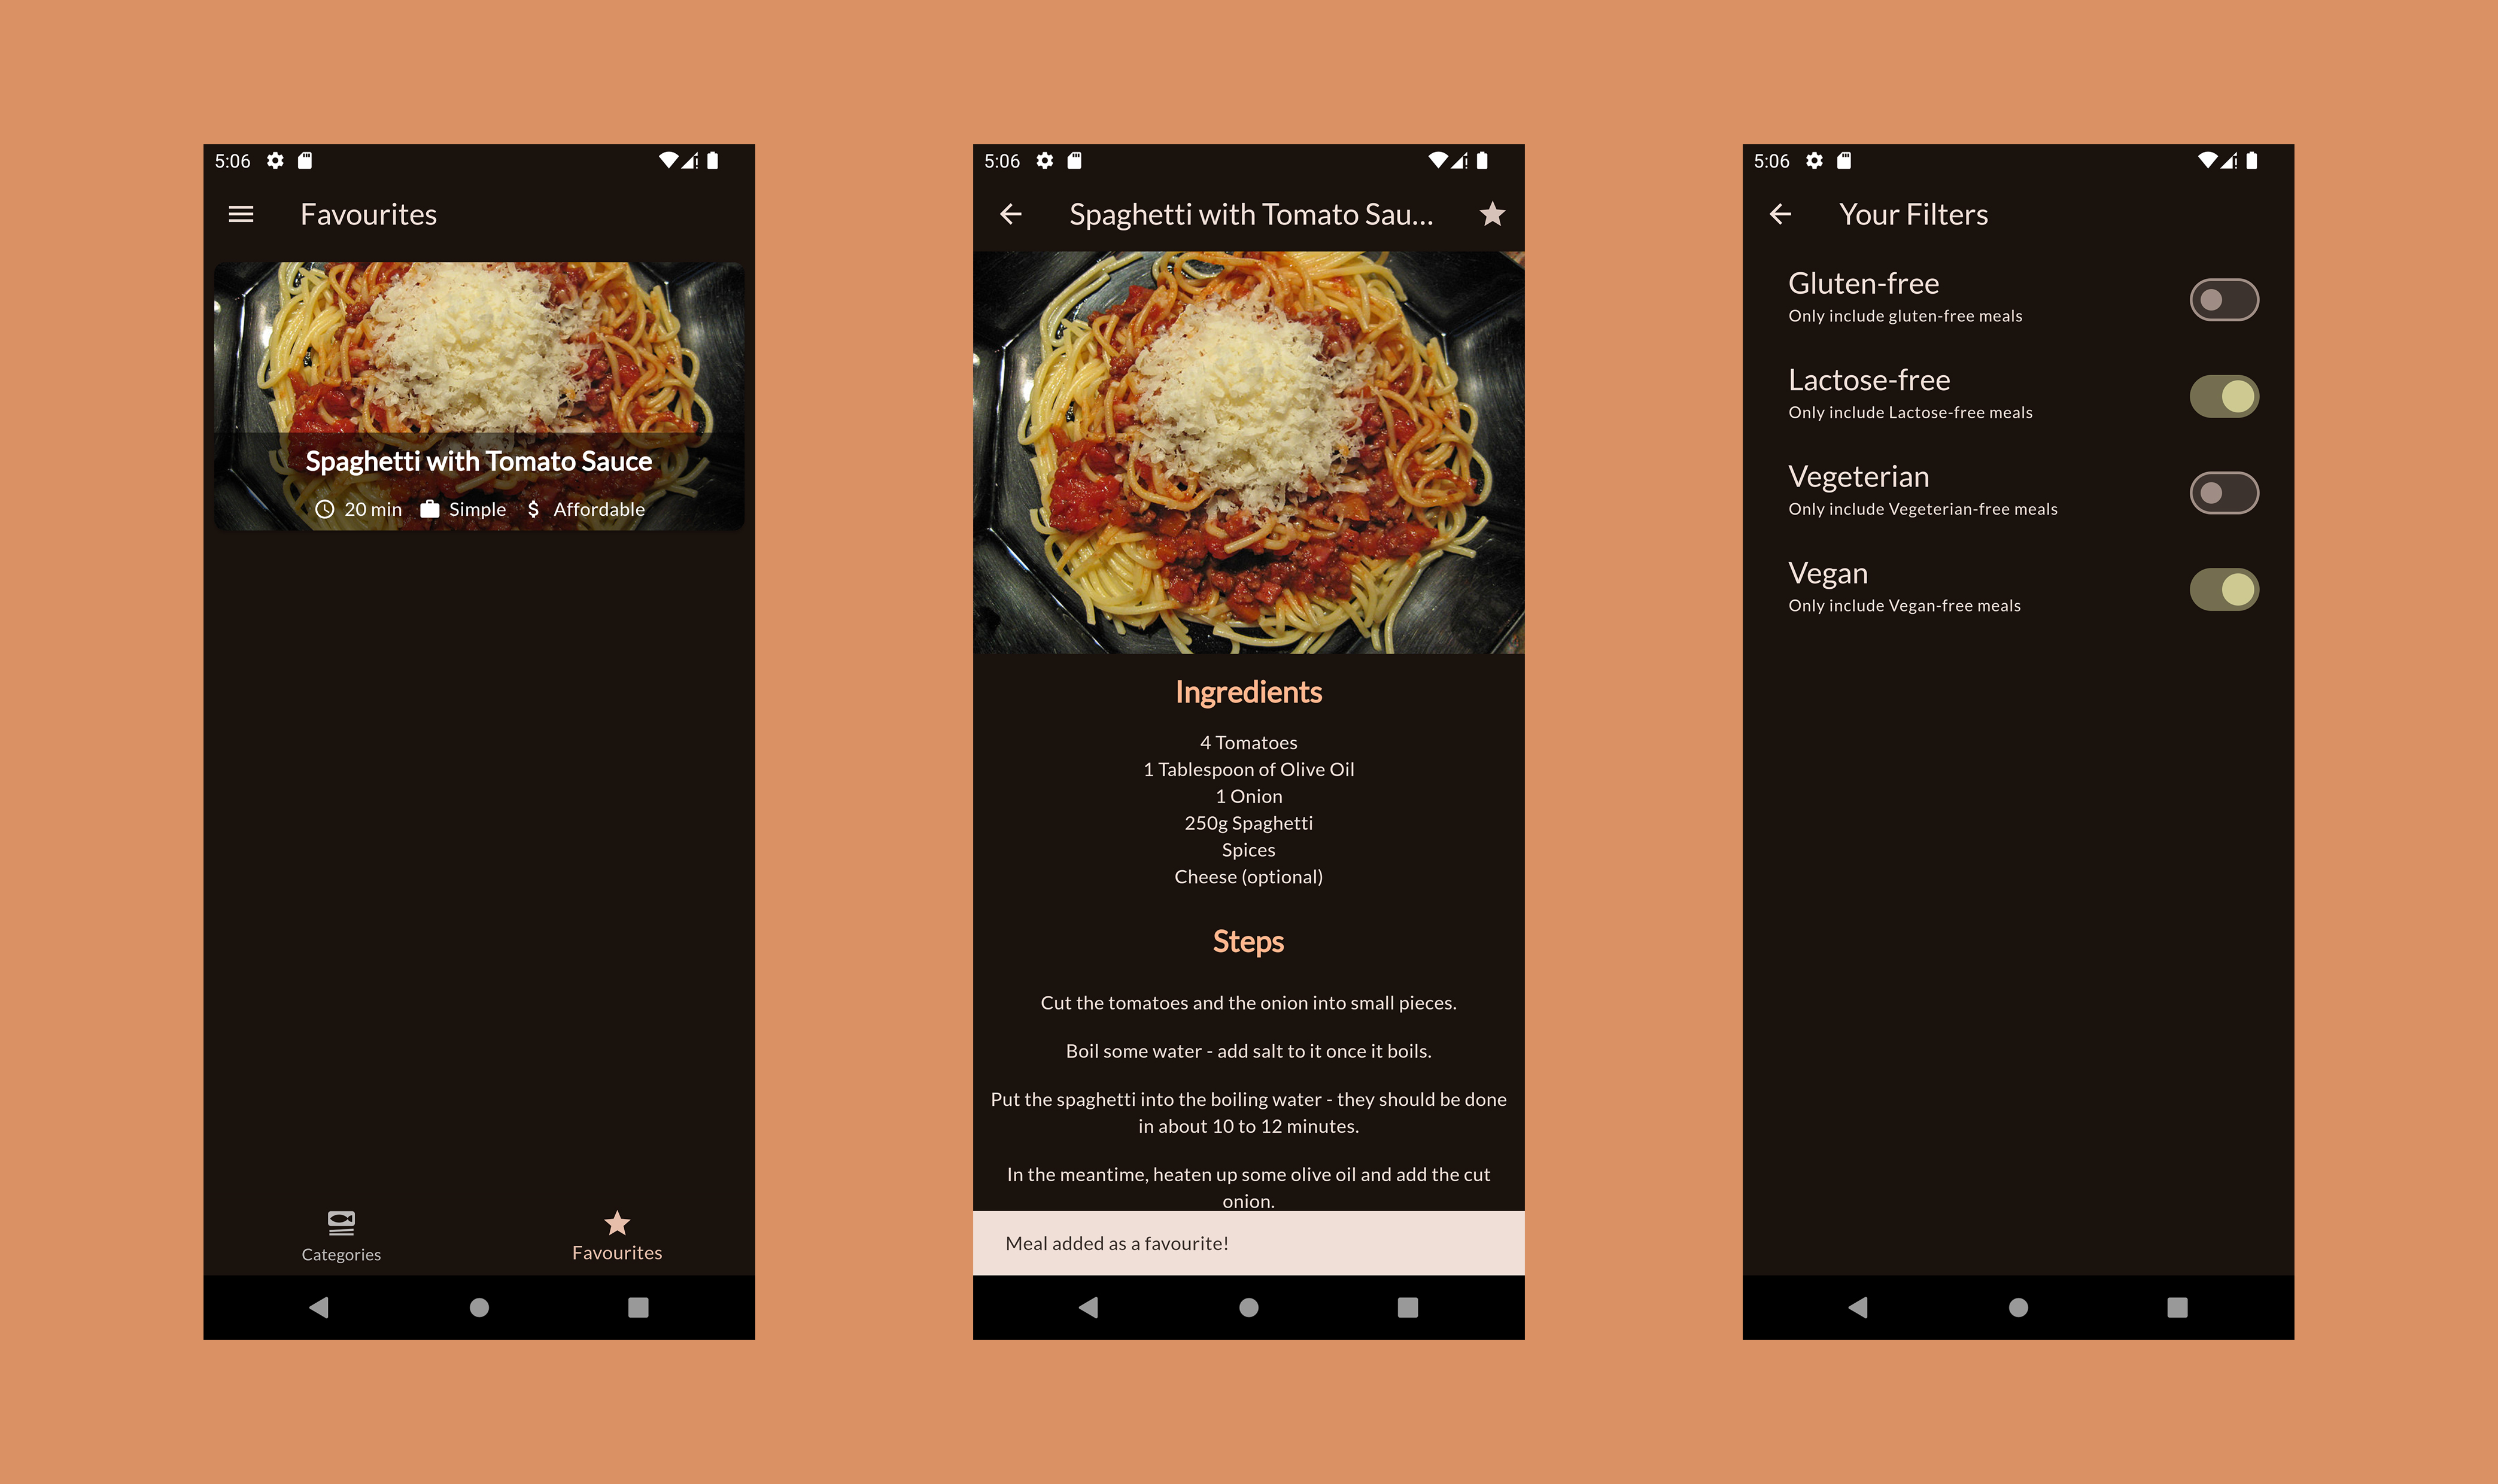 5:06
Favourites
Spaghetti with Tomato Sauce
20 min Simple $ Affordable
Categories
Favourites
5:06
Spaghetti with Tomato Sau...
Ingredients
4 Tomatoes
1 Tablespoon of Olive Oil
1 Onion
250g Spaghetti
Spices
Cheese (optional)
Steps
Cut the tomatoes and the onion into small pieces.
Boil some water - add salt to it once it boils.
Put the spaghetti into the boiling water - they should be done
in about 10 to 12 minutes.
In the meantime, heaten up some olive oil and add the cut
onion.
Meal added as a favourite!
5:06
Your Filters
Gluten-free
Only include gluten-free meals
Lactose-free
Only include Lactose-free meals
Vegeterian
Only include Vegeterian-free meals
Vegan
Only include Vegan-free meals